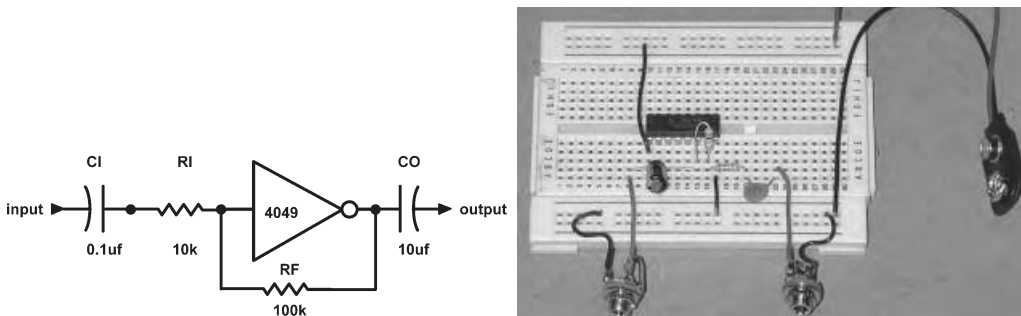 CI
RI
CO
input
4049
output
0.1uf
10k
10uf
RF
100k
F G H I J
F G H I J
A B C D E
A B C D E